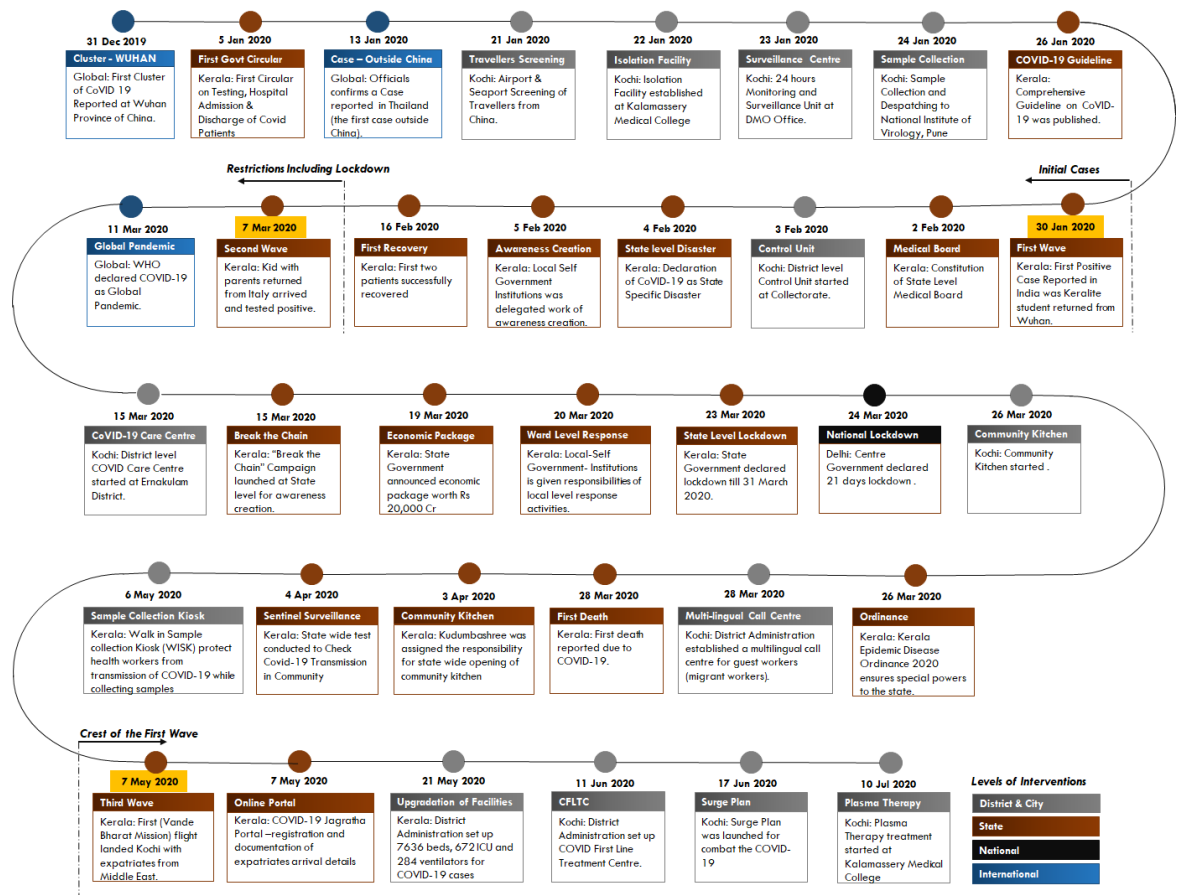 31 Dec 2019
Cluster - WUHAN
Global: First Cluster
of CoVID 19
Reported at Wuhan
Province of China.
5 Jan 2020
First Govt Circular
Kerala: First Circular
on Testing, Hospital
Admission &
Discharge of Covid
Patients
13 Jan 2020
Case – Outside China
Global: Officials
confirms a Case
reported in Thailand
(the first case outside
China).
21 Jan 2020
Travellers Screening
Kochi: Airport &
Seaport Screening of
Travellers from
China.
22 Jan 2020
Isolation Facility
Kochi: Isolation
Facility established
at Kalamassery
Medical College
23 Jan 2020
Surveillance Centre
Kochi: 24 hours
Monitoring and
Surveillance Unit at
DMO Office.
24 Jan 2020
Sample Collection
Kochi: Sample
Collection and
Despatching to
National Institute of
Virology, Pune
26 Jan 2020
COVID-19 Guideline
Kerala:
Comprehensive
Guideline on CoVID-
19 was published.
Restrictions Including Lockdown
Initial Cases
11 Mar 2020
Global Pandemic
Global: WHO
declared COVID-19
as Global
Pandemic.
7 Mar 2020
Second Wave
Kerala: Kid with
parents returned
from Italy arrived
and tested positive.
16 Feb 2020
First Recovery
Kerala: First two
patients successfully
recovered
5 Feb 2020
Awareness Creation
Kerala: Local Self
Government
Institutions was
delegated work of
awareness creation.
4 Feb 2020
State level Disaster
Kerala: Declaration
of CoVID-19 as State
Specific Disaster
3 Feb 2020
Control Unit
Kochi: District level
Control Unit started
at Collectorate.
2 Feb 2020
Medical Board
Kerala: Constitution
of State Level
Medical Board
30 Jan 2020
First Wave
Kerala: First Positive
Case Reported in
India was Keralite
student returned from
Wuhan.
15 Mar 2020
CoVID-19 Care Centre
Kochi: District level
COVID Care Centre
started at Ernakulam
District.
15 Mar 2020
Break the Chain
Kerala: "Break the
Chain" Campaign
launched at State
level for awareness
creation.
19 Mar 2020
Economic Package
Kerala: State
Government
announced economic
package worth Rs
20,000 Cr
20 Mar 2020
Ward Level Response
Kerala: Local-Self
Government- Institutions
is given responsibilities of
local level response
activities.
23 Mar 2020
State Level Lockdown
Kerala: State
Government declared
lockdown till 31 March
2020.
24 Mar 2020
National Lockdown
Delhi: Centre
Government declared
21 days lockdown .
26 Mar 2020
Community Kitchen
Kochi: Community
Kitchen started .
6 May 2020
Sample Collection Kiosk
Kerala: Walk in Sample
collection Kiosk (WISK) protect
health workers from
transmission of COVID-19 while
collecting samples
4 Apr 2020
Sentinel Surveillance
Kerala: State wide test
conducted to Check
Covid-19 Transmission
in Community
3 Apr 2020
Community Kitchen
Kerala: Kudumbashree was
assigned the responsibility
for state wide opening of
community kitchen
28 Mar 2020
First Death
Kerala: First death
reported due to
COVID-19.
28 Mar 2020
Multi-lingual Call Centre
Kochi: District Administration
established a multilingual call
centre for guest workers
(migrant workers).
26 Mar 2020
Ordinance
Kerala: Kerala
Epidemic Disease
Ordinance 2020
ensures special powers
to the state.
Crest of the First Wave
7 May 2020
Third Wave
Kerala: First (Vande
Bharat Mission) flight
landed Kochi with
expatriates from
Middle East.
7 May 2020
Online Portal
Kerala: COVID-19 Jagratha
Portal –registration and
documentation of
expatriates arrival details
21 May 2020
Upgradation of Facilities
Kerala: District
Administration set up
7636 beds, 672 ICU and
284 ventilators for
COVID-19 cases
11 Jun 2020
CFLTC
Kochi: District
Administration set up
COVID First Line
Treatment Centre.
17 Jun 2020
Surge Plan
Kochi: Surge Plan
was launched for
combat the COVID-
19
10 Jul 2020
Plasma Therapy
Kochi: Plasma
Therapy treatment
started at
Kalamassery Medical
College
Levels of Interventions
District & City
State
National
International